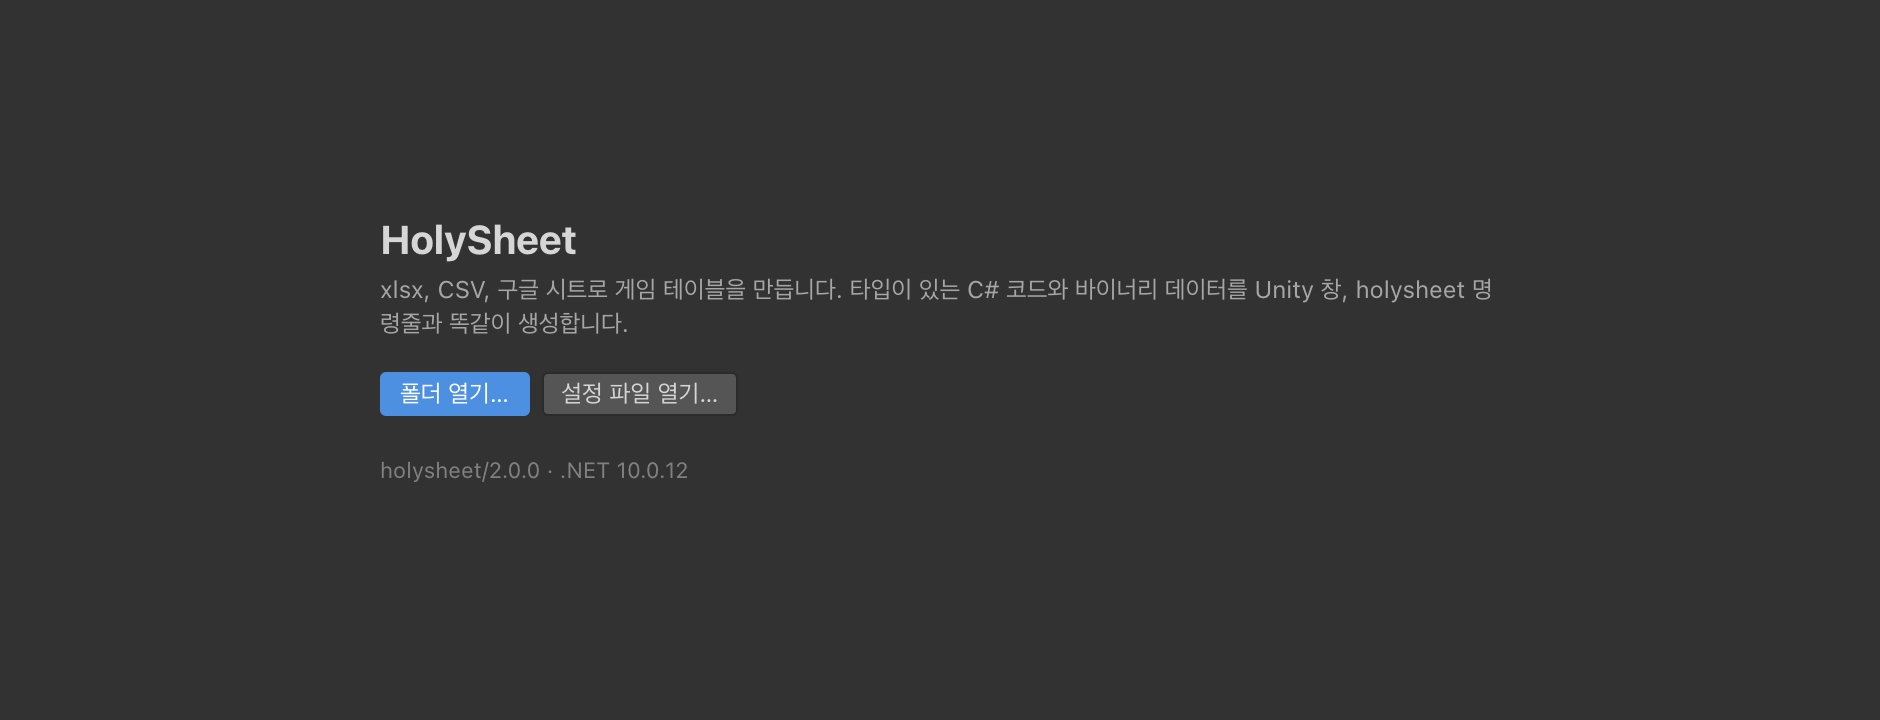 HolySheet
xlsx, CSV, 구글 시트로 게임 테이블을 만듭니다. 타입이 있는 C# 코드와 바이너리 데이터를 Unity 창, holysheet 명
령줄과 똑같이 생성합니다.
폴더 열기... 설정 파일 열기...
holysheet/2.0.0 · .NET 10.0.12